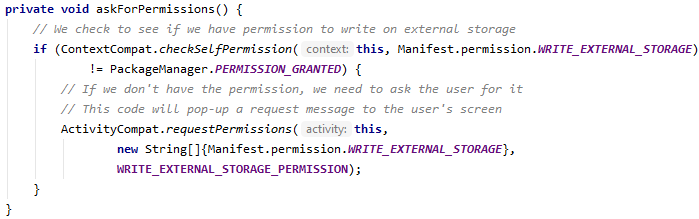 private void askForPermissions() {
// We check to see if we have permission to write on external storage
if (ContextCompat.checkSelfPermission( context: this, Manifest.permission.WRITE_EXTERNAL_STORAGE)
!= PackageManager.PERMISSION_GRANTED) {
// If we don't have the permission, we need to ask the user for it
// This code will pop-up a request message to the user's screen
ActivityCompat.requestPermissions( activity: this,
new String[]{Manifest.permission.WRITE_EXTERNAL_STORAGE},
WRITE_EXTERNAL_STORAGE_PERMISSION);
}
}